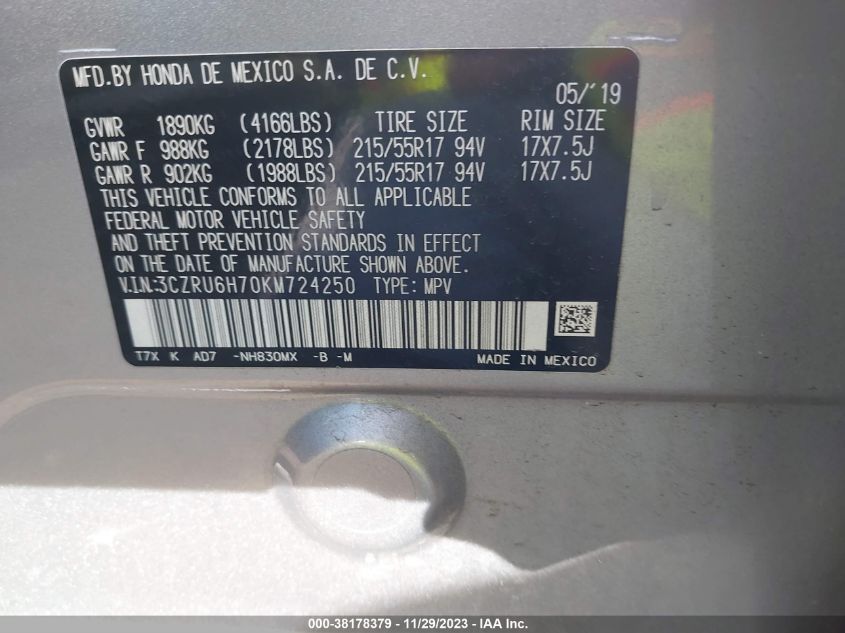 MFD.BY HONDA DE MEXICO S.A. DE C.V.
05/'19
GVWR 1890KG (4166LBS) TIRE SIZE RIM SIZE
GAWR F 988KG (2178LBS) 215/55R17 94V 17X7.5J
GAWR R 902KG (1988LBS) 215/55R17 94V 17X7.5J
THIS VEHICLE CONFORMS TO ALL APPLICABLE
FEDERAL MOTOR VEHICLE SAFETY
AND THEFT PREVENTION STANDARDS IN EFFECT
ON THE DATE OF MANUFACTURE SHOWN ABOVE.
V.I.N:3CZRU6H70KM724250 TYPE: MPV
T7X K AD7 -NH830MX -B -M MADE IN MEXICO
000-38178379 - 11/29/2023 - IAA Inc.